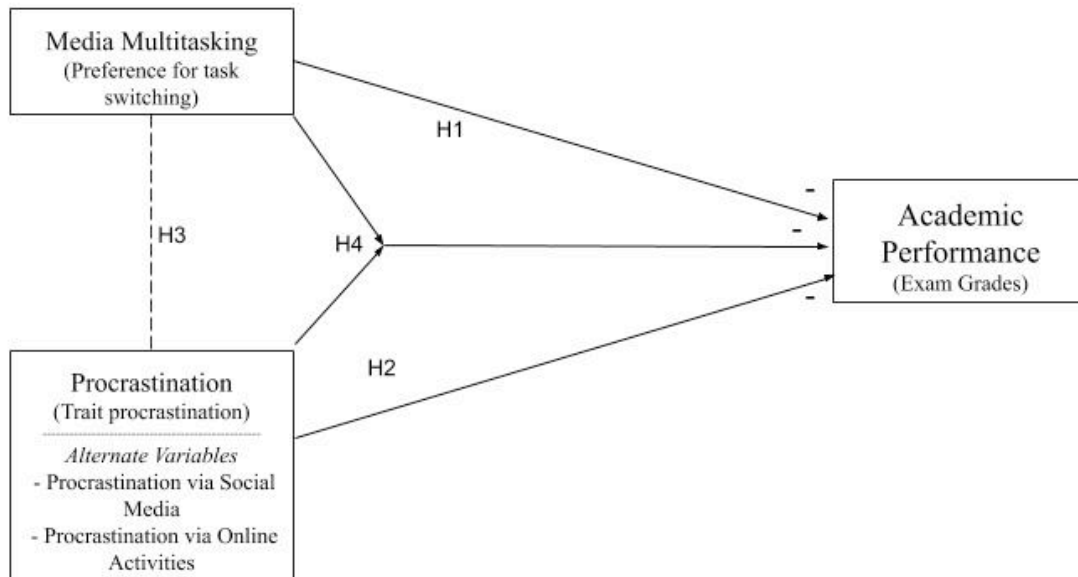 Media Multitasking
(Preference for task
switching)
H1
-
Academic
Performance
(Exam Grades)
-
H3
H4
-
H2
Procrastination
(Trait procrastination)
Alternate Variables
- Procrastination via Social
Media
- Procrastination via Online
Activities